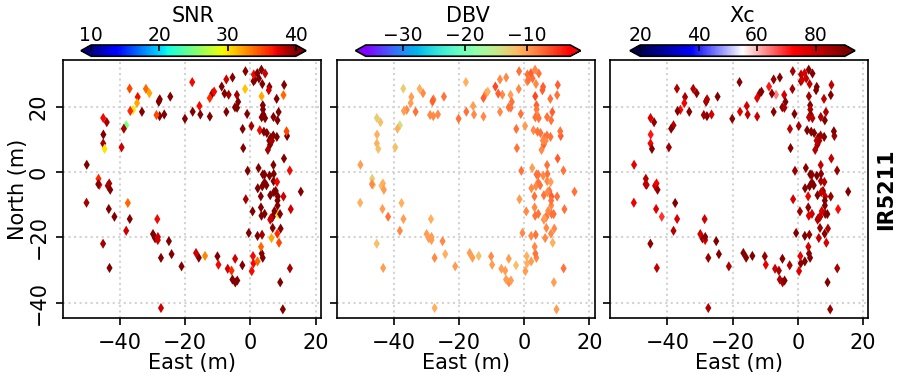 SNR DBV Xc
10 20 30 40 −30 −20 −10 20 40 60 80
20
0
−20
−40
North (m)
IR5211
−40 −20 0 20 −40 −20 0 20 −40 −20 0 20
East (m) East (m) East (m)